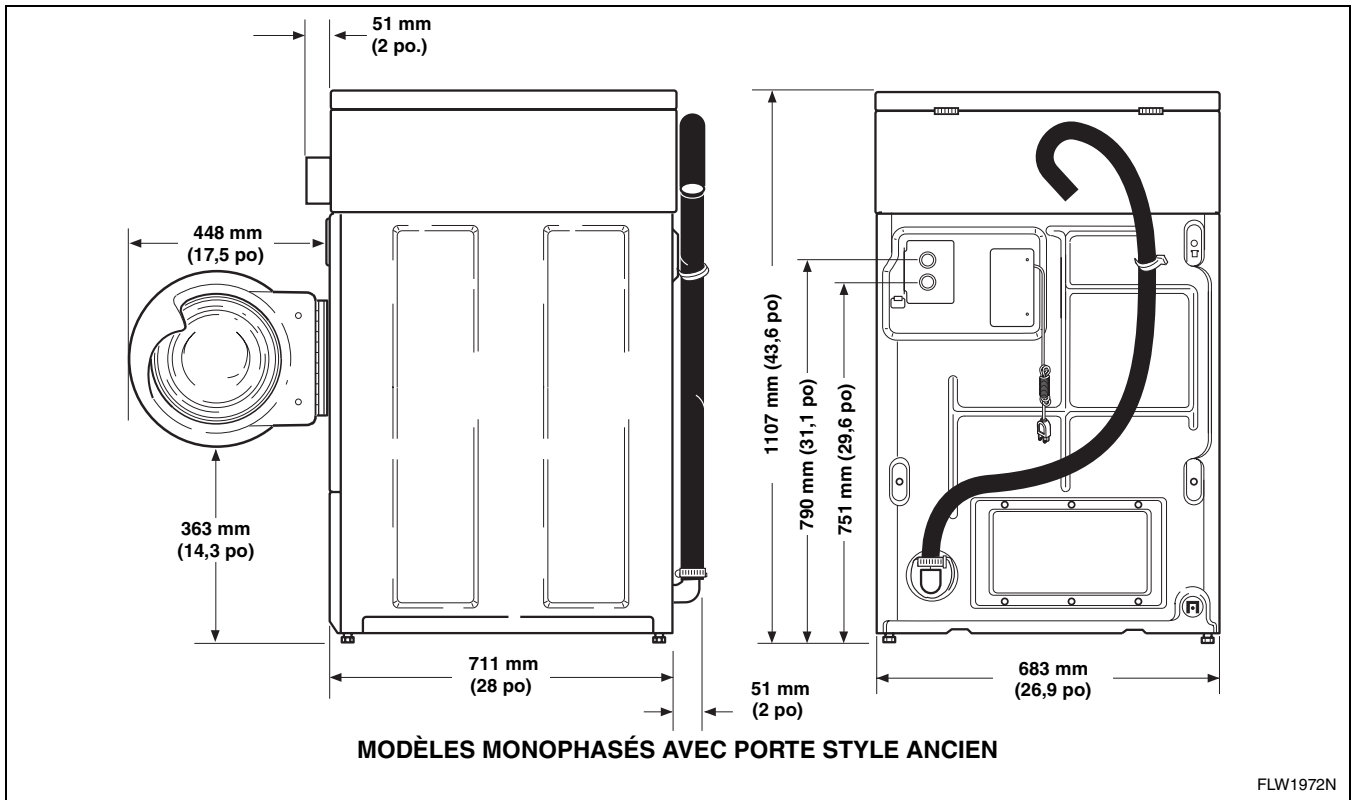 51 mm
(2 po.)
448 mm
(17,5 po)
363 mm
(14,3 po)
711 mm
(28 po)
51 mm
(2 po)
1107 mm (43,6 po)
790 mm (31,1 po)
751 mm (29,6 po)
683 mm
(26,9 po)
MODÈLES MONOPHASÉS AVEC PORTE STYLE ANCIEN
FLW1972N